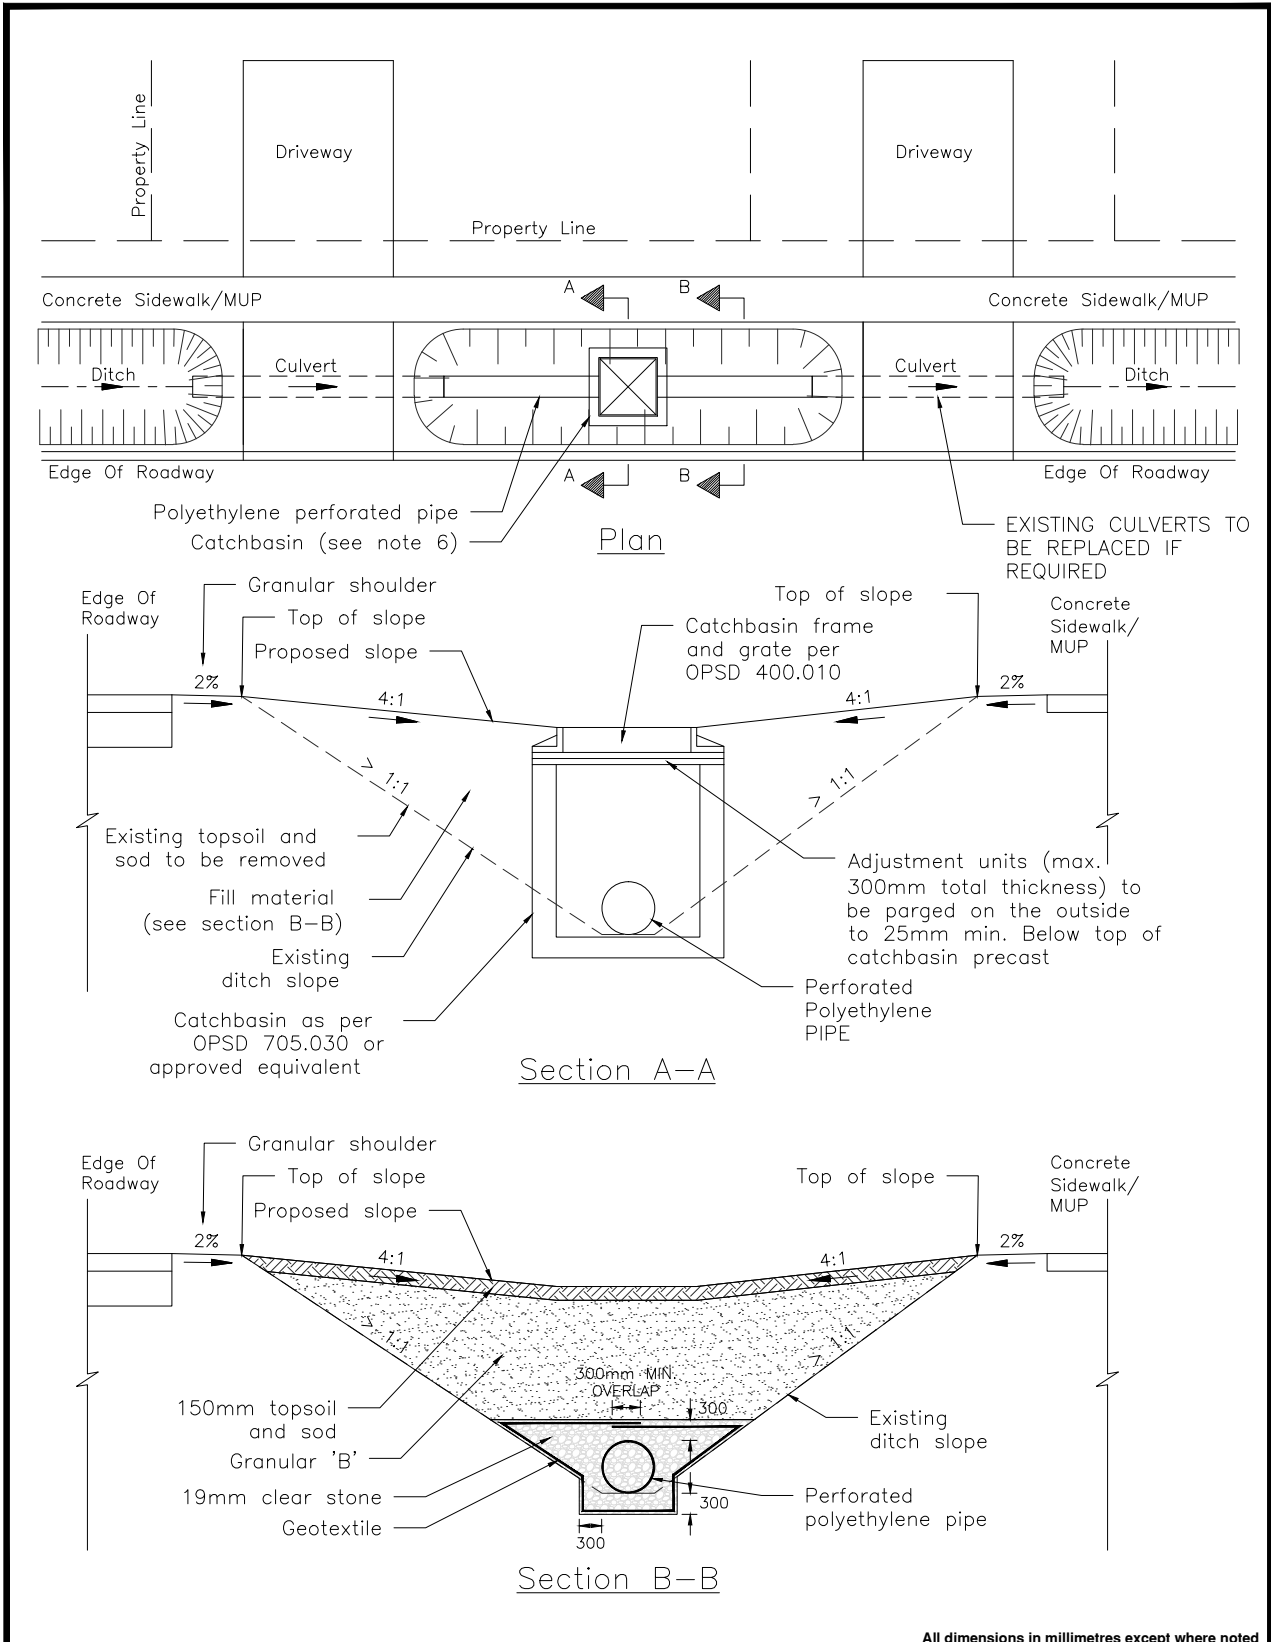 Property Line
Driveway
Driveway
Property Line
A
B
Concrete Sidewalk/MUP
Concrete Sidewalk/MUP
Ditch
Culvert
Culvert
Ditch
Edge Of Roadway
A
B
Edge Of Roadway
Polyethylene perforated pipe
Catchbasin (see note 6)
Plan
EXISTING CULVERTS TO
BE REPLACED IF
REQUIRED
Edge Of
Roadway
Granular shoulder
Top of slope
Proposed slope
Top of slope
Catchbasin frame
and grate per
OPSD 400.010
Concrete
Sidewalk/
MUP
2%
4:1
4:1
2%
> 1:1
> 1:1
Existing topsoil and
sod to be removed
Fill material
(see section B-B)
Existing
ditch slope
Catchbasin as per
OPSD 705.030 or
approved equivalent
Adjustment units (max.
300mm total thickness) to
be parged on the outside
to 25mm min. Below top of
catchbasin precast
Perforated
Polyethylene
PIPE
Section A-A
Edge Of
Roadway
Granular shoulder
Top of slope
Proposed slope
Top of slope
Concrete
Sidewalk/
MUP
2%
4:1
4:1
2%
> 1:1
> 1:1
300mm MIN.
OVERLAP
300
150mm topsoil
and sod
Granular 'B'
19mm clear stone
Geotextile
Existing
ditch slope
300
300
Perforated
polyethylene pipe
Section B-B
All dimensions in millimetres except where noted